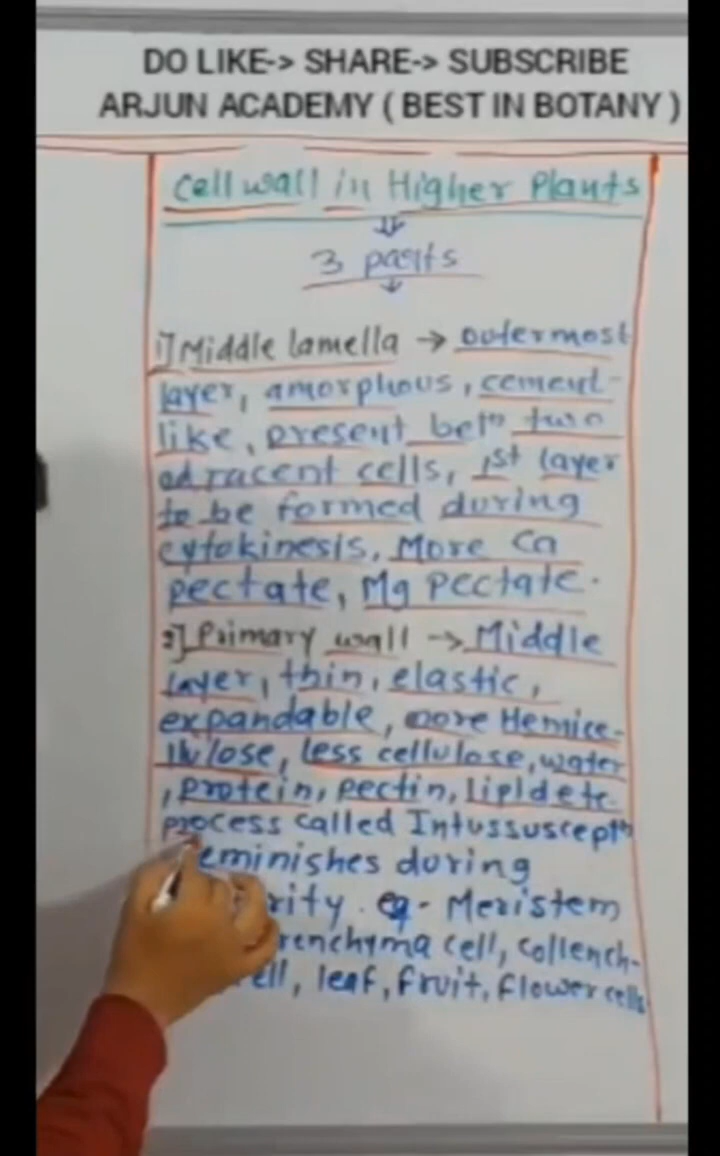 DO LIKE-> SHARE-> SUBSCRIBE
ARJUN ACADEMY ( BEST IN BOTANY )
Cell wall in Higher Plants
3 parts
1] Middle lamella → outermost
layer, amorphous, cement-
like, present betn two
adjacent cells, 1st layer
to be formed during
cytokinesis. More Ca
pectate, Mg pectate.
2] Primary wall → Middle
layer, thin, elastic,
expandable, more Hemice-
llulose, less cellulose, water
, protein, pectin, lipid etc.
process called Intussusceptn
eminishes during
rity. eg- Meristem
renchyma cell, collench-
ell, leaf, fruit, flower cells